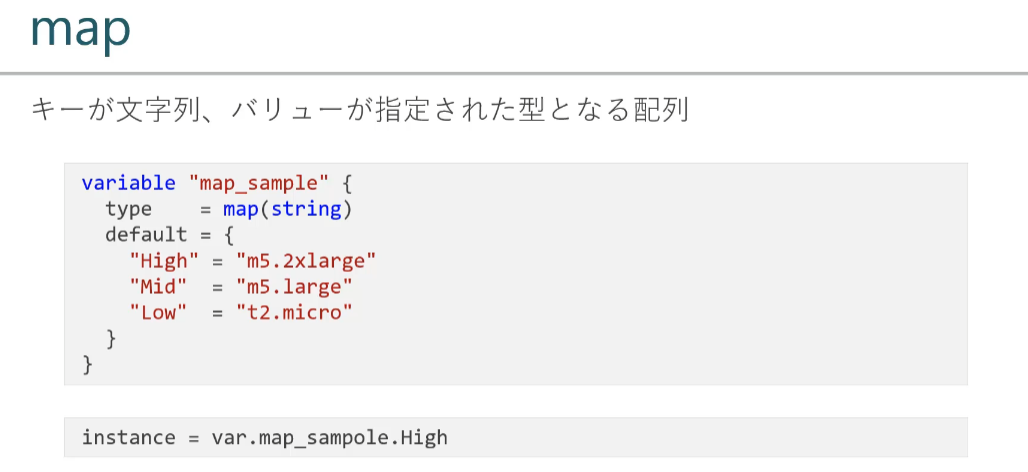 map
キーが文字列、バリューが指定された型となる配列
variable "map_sample" {
  type    = map(string)
  default = {
    "High" = "m5.2xlarge"
    "Mid"  = "m5.large"
    "Low"  = "t2.micro"
  }
}
instance = var.map_sampole.High